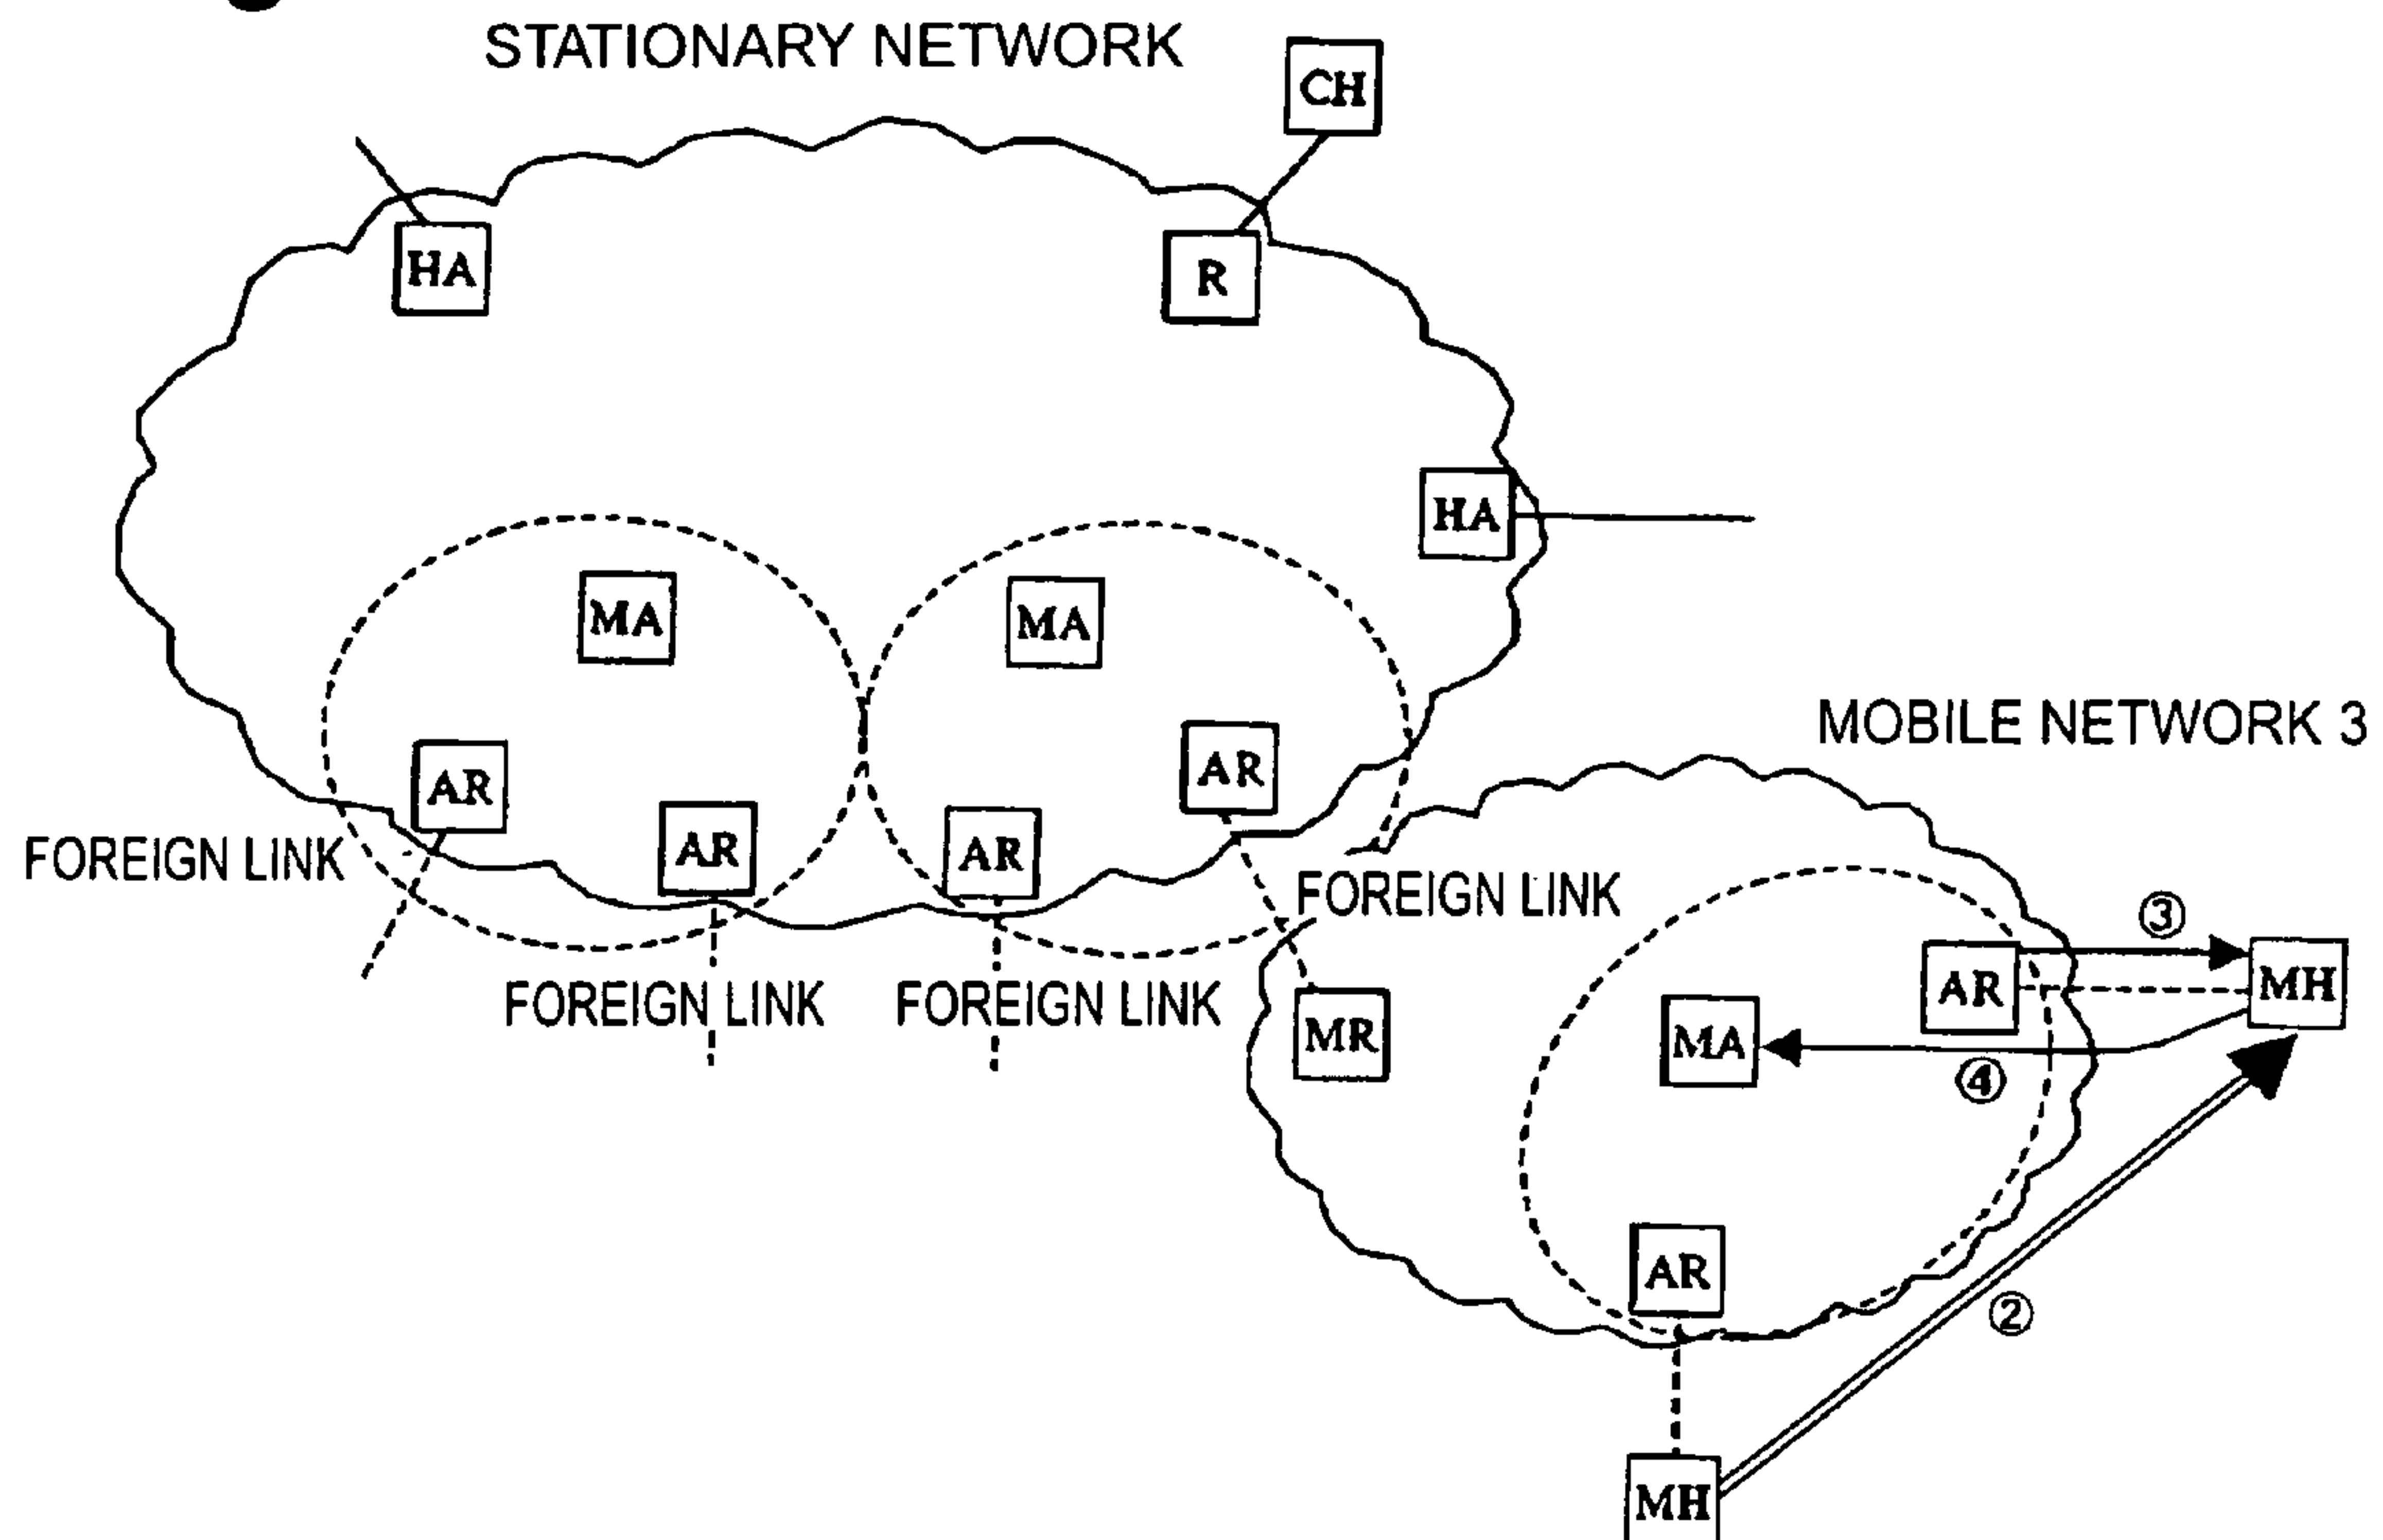 STATIONARY NETWORK
CH
HA
R
HA
MA
MA
MOBILE NETWORK 3
AR
AR
AR
AR
FOREIGN LINK
FOREIGN LINK
③
AR
MH
FOREIGN LINK
FOREIGN LINK
MR
MA
④
AR
②
MH